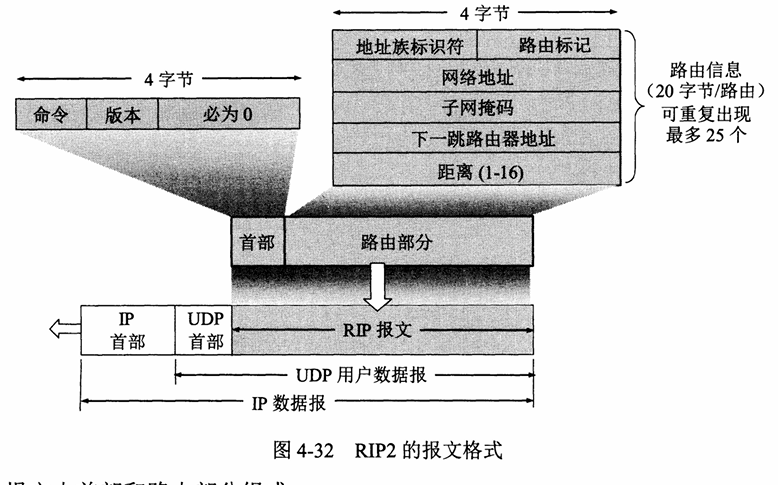 4 字节
地址族标识符 路由标记
网络地址
子网掩码
下一跳路由器地址
距离 (1-16)
路由信息
（20 字节/路由）
可重复出现
最多 25 个
4 字节
命令 版本 必为 0
首部 路由部分
IP
首部
UDP
首部
RIP 报文
UDP 用户数据报
IP 数据报
图 4-32 RIP2 的报文格式